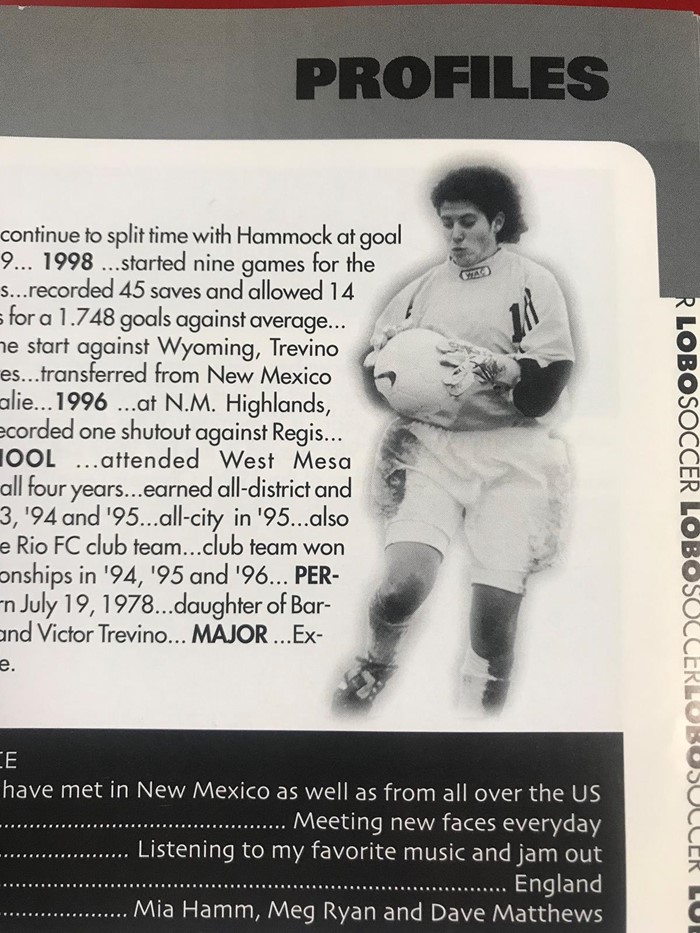 PROFILES
continue to split time with Hammock at goal
9... 1998 ...started nine games for the
s...recorded 45 saves and allowed 14
s for a 1.748 goals against average...
he start against Wyoming, Trevino
es...transferred from New Mexico
alie...1996 ...at N.M. Highlands,
ecorded one shutout against Regis...
HOOL ...attended West Mesa
all four years...earned all-district and
3, '94 and '95...all-city in '95...also
e Rio FC club team...club team won
onships in '94, '95 and '96... PER-
rn July 19, 1978...daughter of Bar-
and Victor Trevino... MAJOR ...Ex-
e.
WAC
1
CE
have met in New Mexico as well as from all over the US
Meeting new faces everyday
Listening to my favorite music and jam out
England
Mia Hamm, Meg Ryan and Dave Matthews
R LOBOSOCCER LOBOSOCCERLOBOSOCCER LO